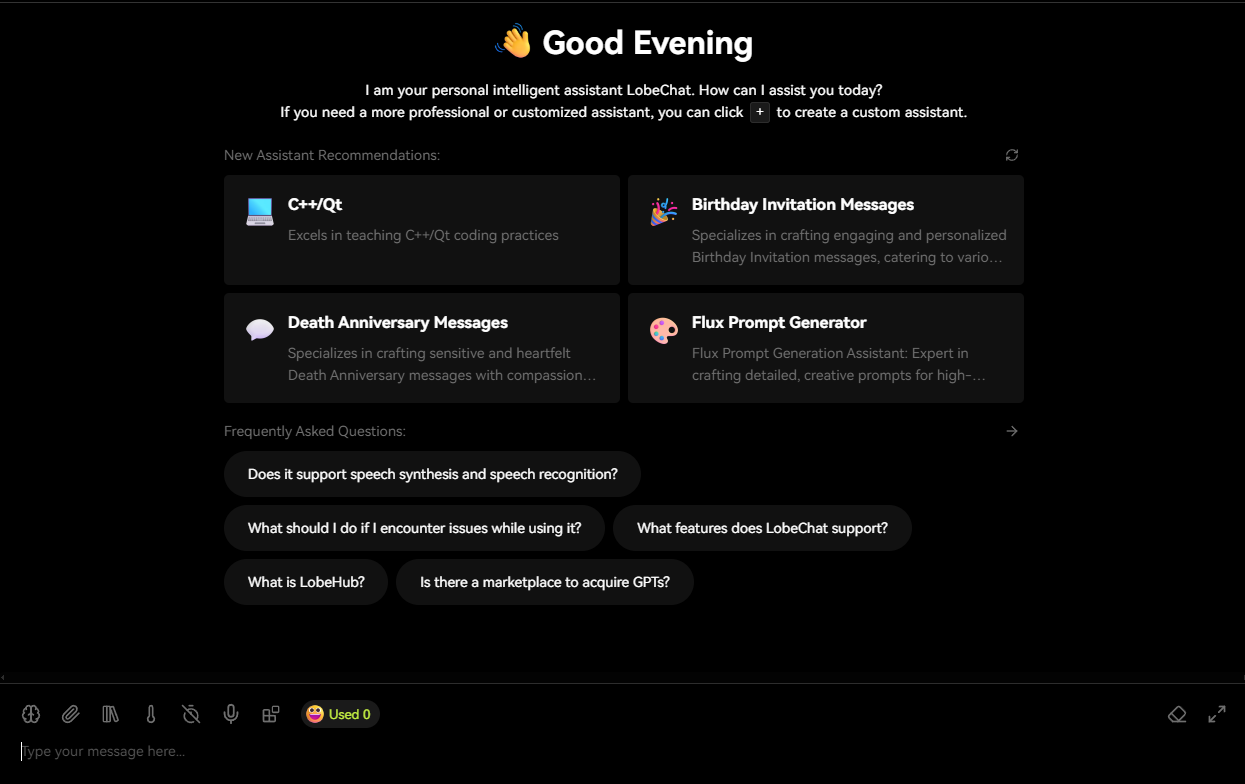 Good Evening
I am your personal intelligent assistant LobeChat. How can I assist you today?
If you need a more professional or customized assistant, you can click + to create a custom assistant.
New Assistant Recommendations:
C++/Qt
Excels in teaching C++/Qt coding practices
Birthday Invitation Messages
Specializes in crafting engaging and personalized
Birthday Invitation messages, catering to vario...
Death Anniversary Messages
Specializes in crafting sensitive and heartfelt
Death Anniversary messages with compassion...
Flux Prompt Generator
Flux Prompt Generation Assistant: Expert in
crafting detailed, creative prompts for high-...
Frequently Asked Questions:
Does it support speech synthesis and speech recognition?
What should I do if I encounter issues while using it?
What features does LobeChat support?
What is LobeHub?
Is there a marketplace to acquire GPTs?
Used 0
Type your message here...